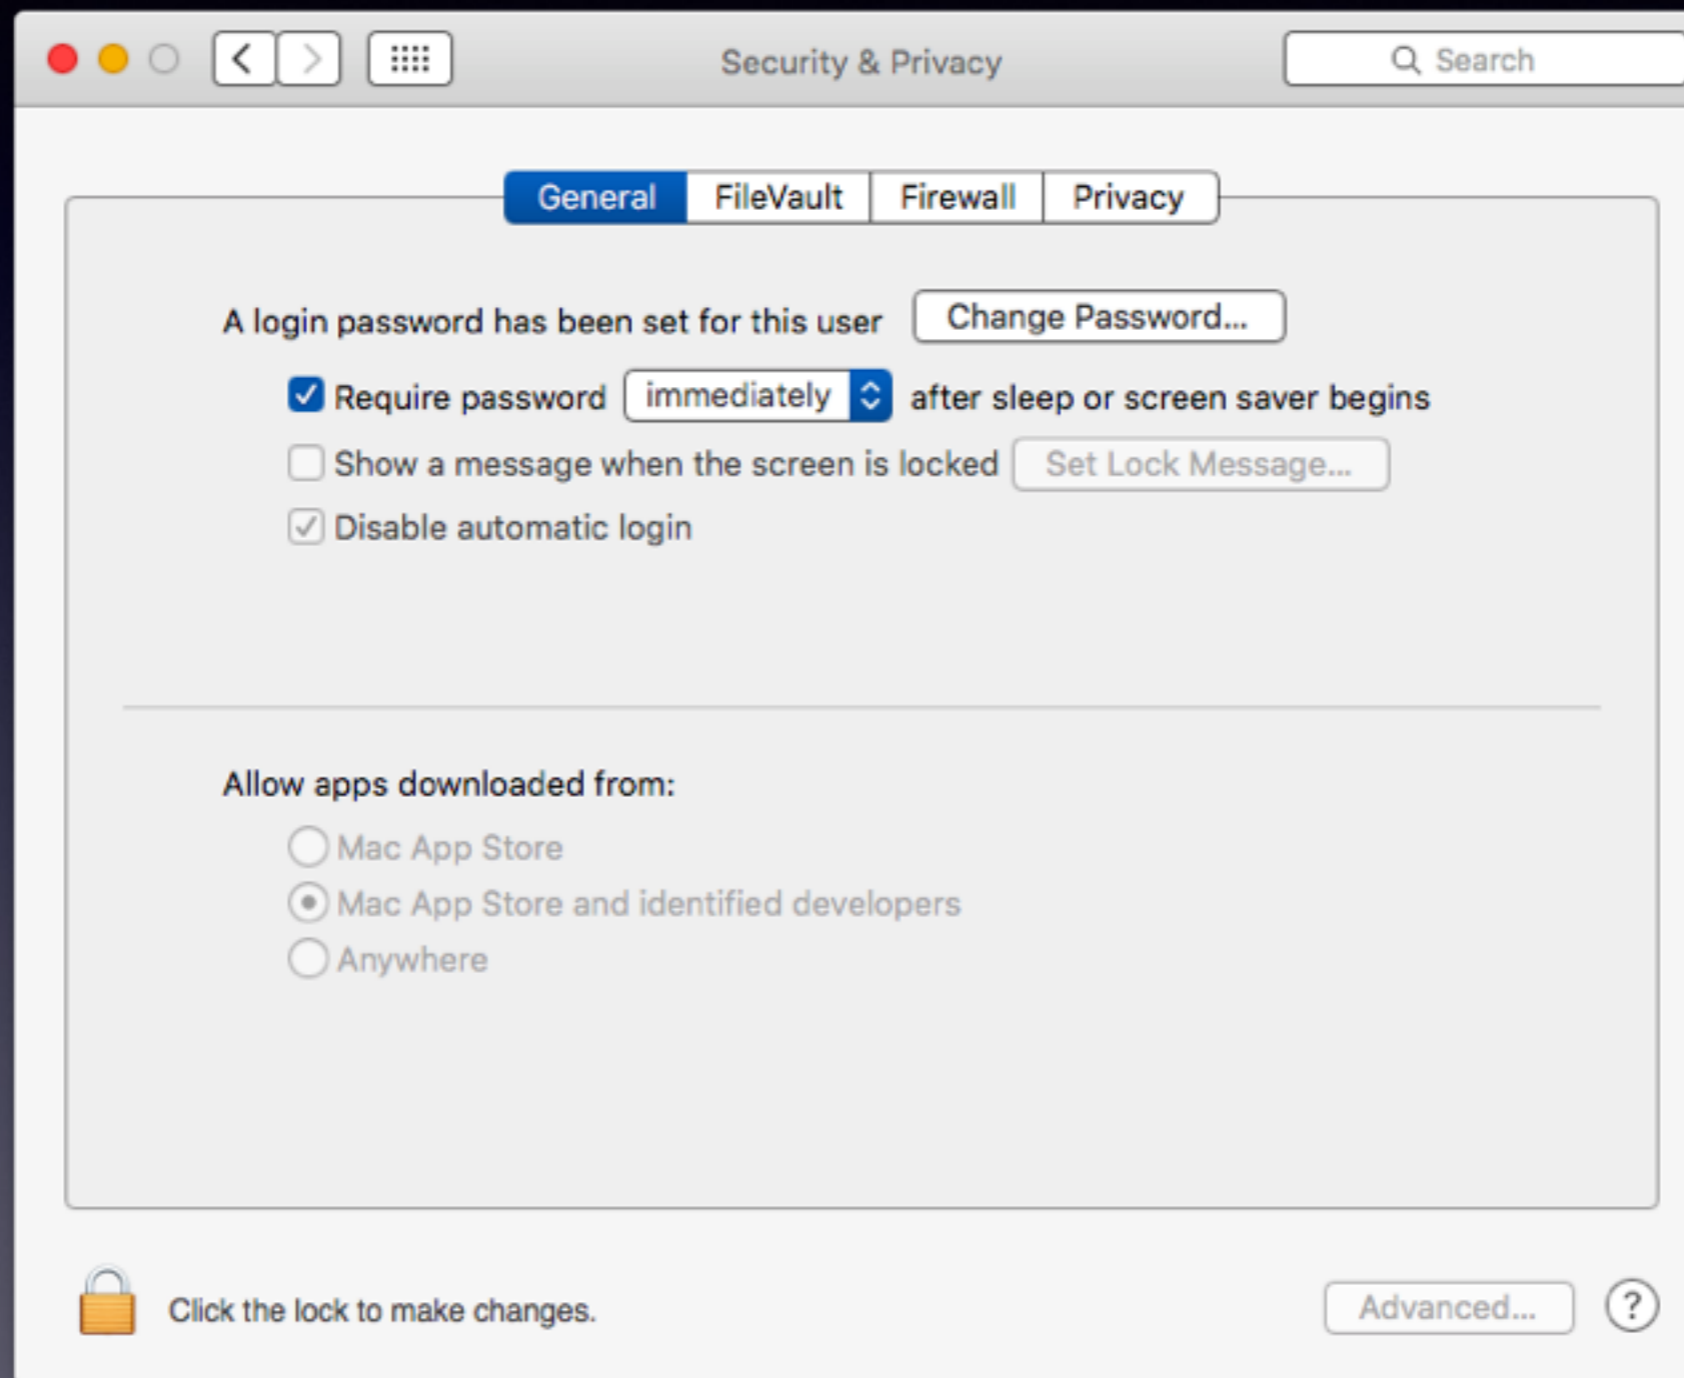 Security & Privacy
Search
General FileVault Firewall Privacy
A login password has been set for this user Change Password...
Require password immediately after sleep or screen saver begins
Show a message when the screen is locked Set Lock Message...
Disable automatic login
Allow apps downloaded from:
Mac App Store
Mac App Store and identified developers
Anywhere
Click the lock to make changes.
Advanced... ?